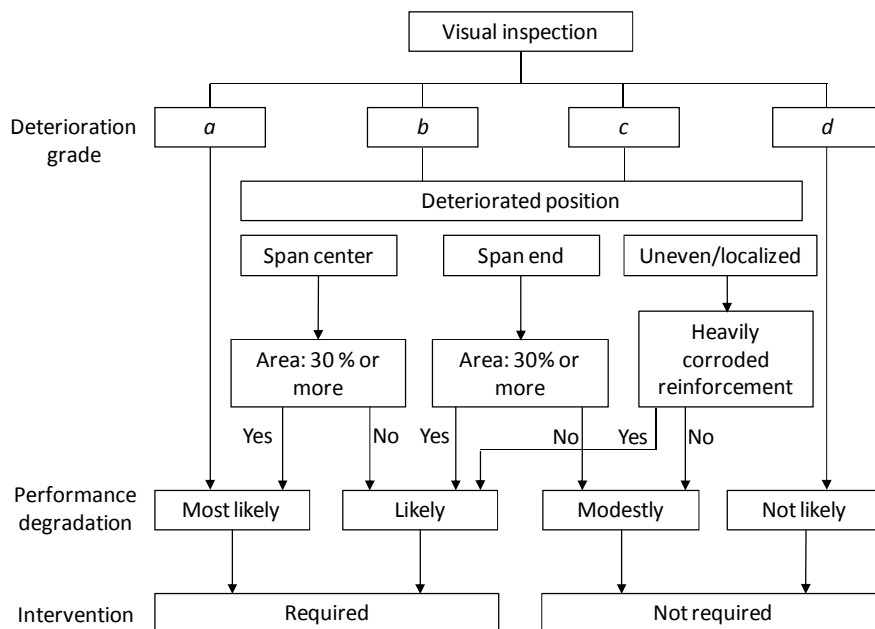 Visual inspection
Deterioration
grade
a
b
c
d
Deteriorated position
Span center
Span end
Uneven/localized
Area: 30 % or
more
Area: 30% or
more
Heavily
corroded
reinforcement
Yes
No
Yes
No
Yes
No
Performance
degradation
Most likely
Likely
Modestly
Not likely
Intervention
Required
Not required